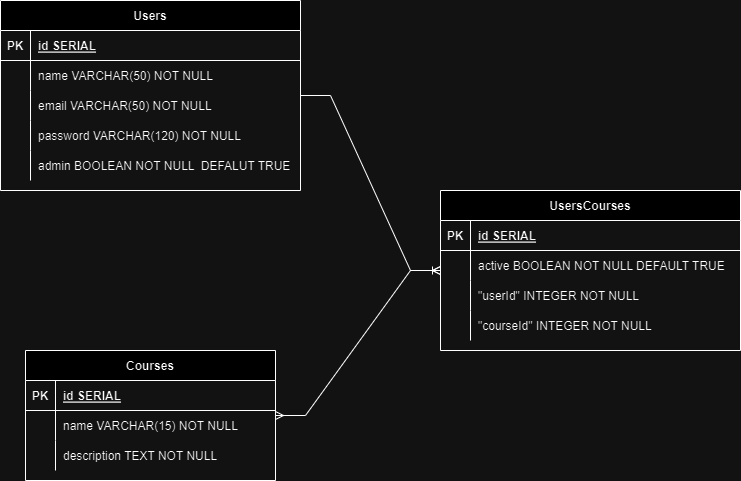 Users
PK id SERIAL
name VARCHAR(50) NOT NULL
email VARCHAR(50) NOT NULL
password VARCHAR(120) NOT NULL
admin BOOLEAN NOT NULL  DEFALUT TRUE
UsersCourses
PK id SERIAL
active BOOLEAN NOT NULL DEFAULT TRUE
"userId" INTEGER NOT NULL
"courseId" INTEGER NOT NULL
Courses
PK id SERIAL
name VARCHAR(15) NOT NULL
description TEXT NOT NULL